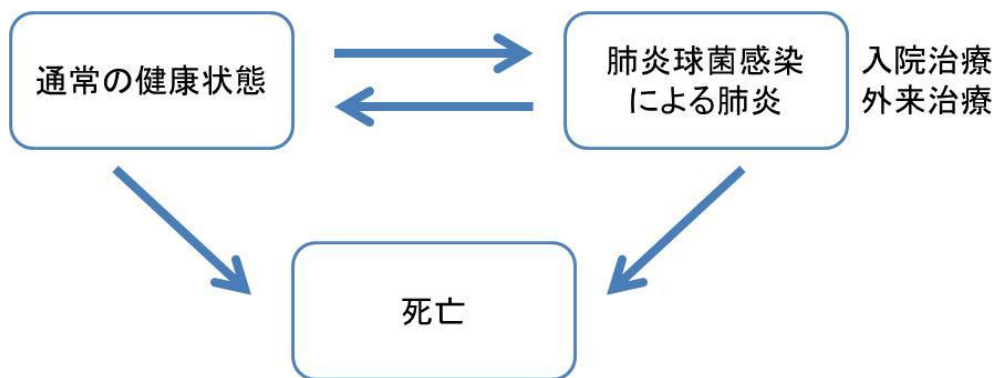 通常の健康状態
肺炎球菌感染
による肺炎
入院治療
外来治療
死亡